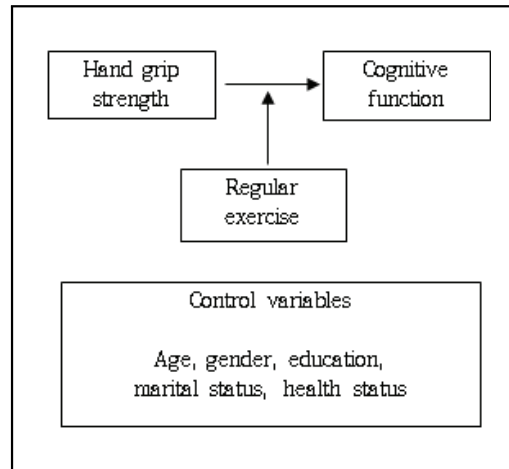 Hand grip
strength
Cognitive
function
Regular
exercise
Control variables
Age, gender, education,
marital status, health status